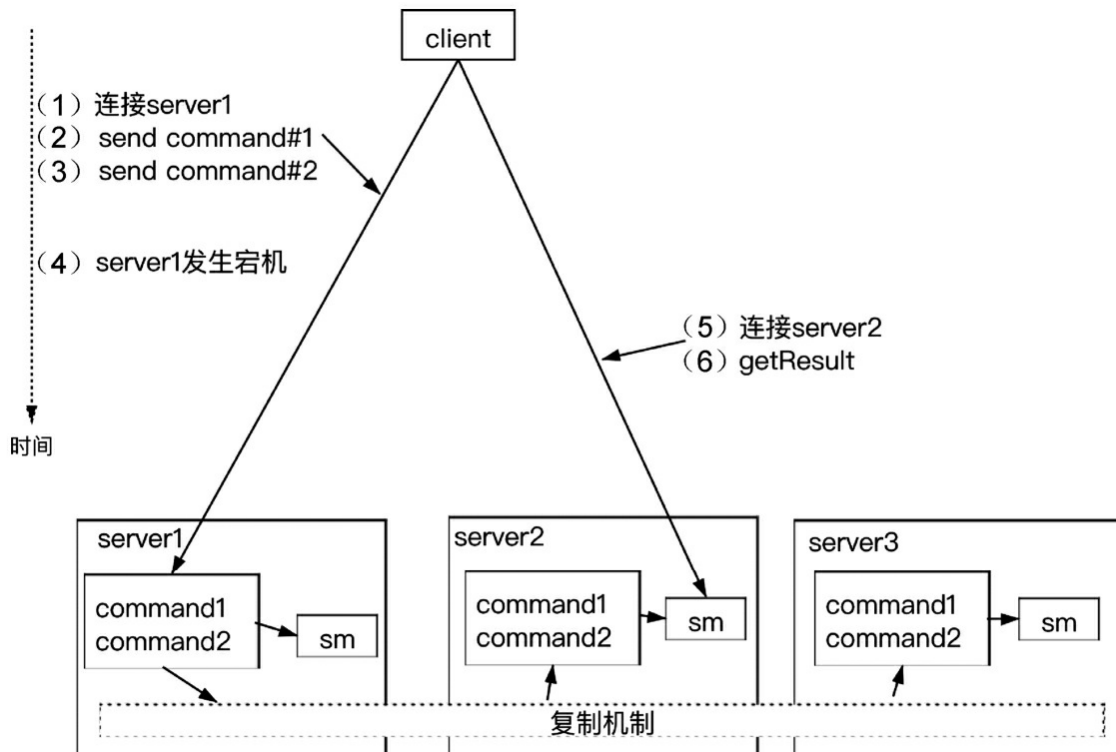 client
（1）连接server1
（2）send command#1
（3）send command#2
（4）server1发生宕机
（5）连接server2
（6）getResult
时间
server1
command1
command2
sm
server2
command1
command2
sm
server3
command1
command2
sm
复制机制